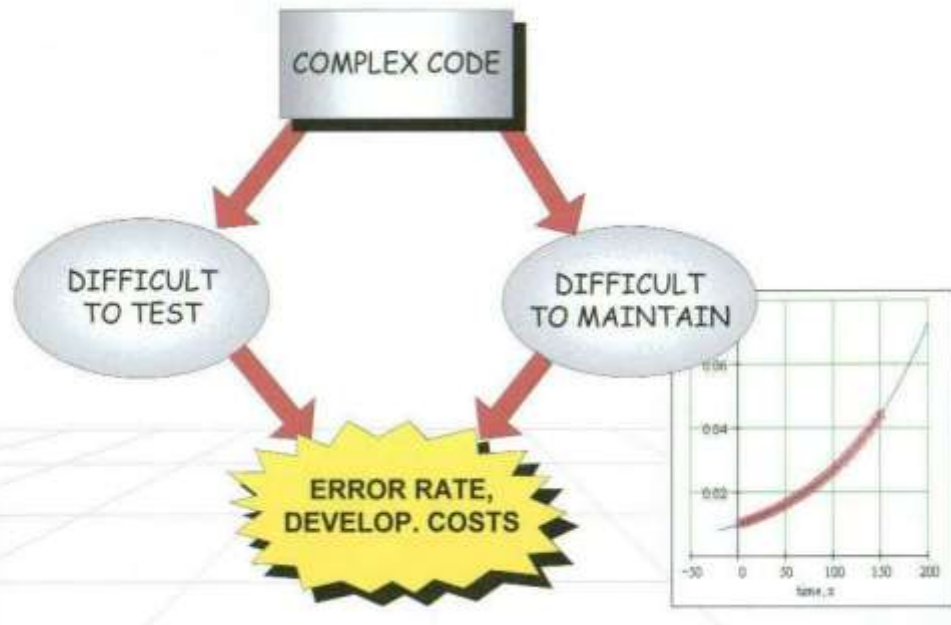 COMPLEX CODE
DIFFICULT
TO TEST
DIFFICULT
TO MAINTAIN
ERROR RATE,
DEVELOP. COSTS
0.06
0.04
0.02
-50 0 50 100 150 200